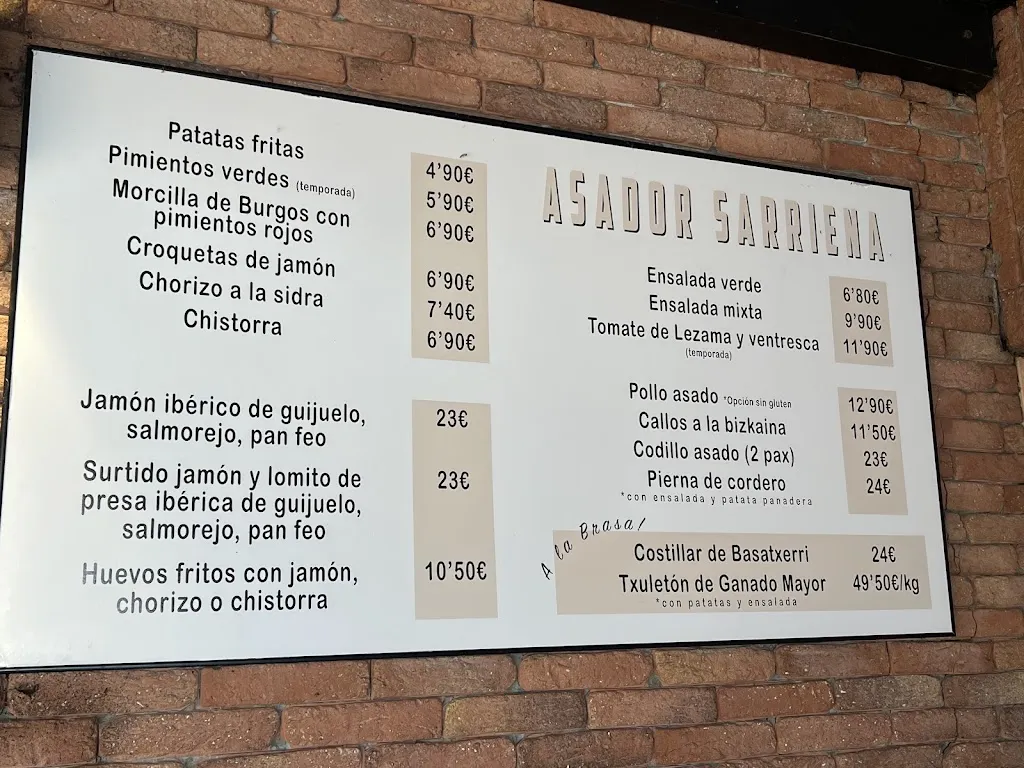 Patatas fritas 4'90€
Pimientos verdes (temporada) 5'90€
Morcilla de Burgos con 6'90€
pimientos rojos
Croquetas de jamón 6'90€
Chorizo a la sidra 7'40€
Chistorra 6'90€
Jamón ibérico de guijuelo, 23€
salmorejo, pan feo
Surtido jamón y lomito de 23€
presa ibérica de guijuelo,
salmorejo, pan feo
Huevos fritos con jamón, 10'50€
chorizo o chistorra
ASADOR SARRIENA
Ensalada verde 6'80€
Ensalada mixta 9'90€
Tomate de Lezama y ventresca 11'90€
(temporada)
Pollo asado *Opción sin gluten 12'90€
Callos a la bizkaina 11'50€
Codillo asado (2 pax) 23€
Pierna de cordero 24€
*con ensalada y patata panadera
A la Brasa!
Costillar de Basatxerri 24€
Txuletón de Ganado Mayor 49'50€/kg
*con patatas y ensalada